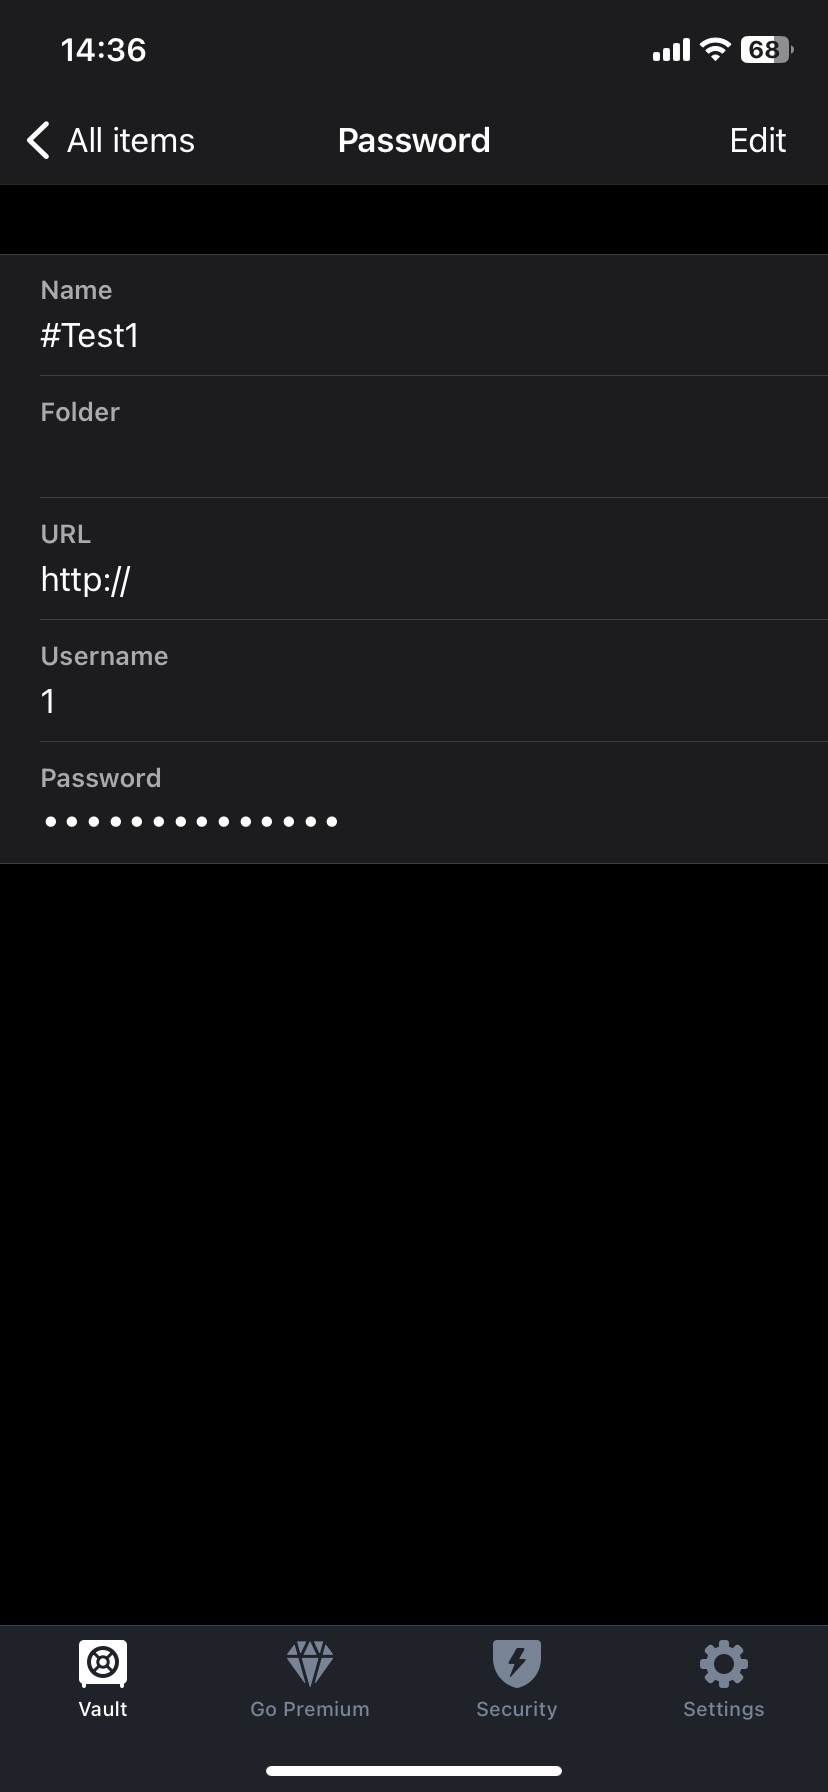 14:36
68
All items
Password
Edit
Name
#Test1
Folder
URL
http://
Username
1
Password
••••••••••••••
Vault
Go Premium
Security
Settings